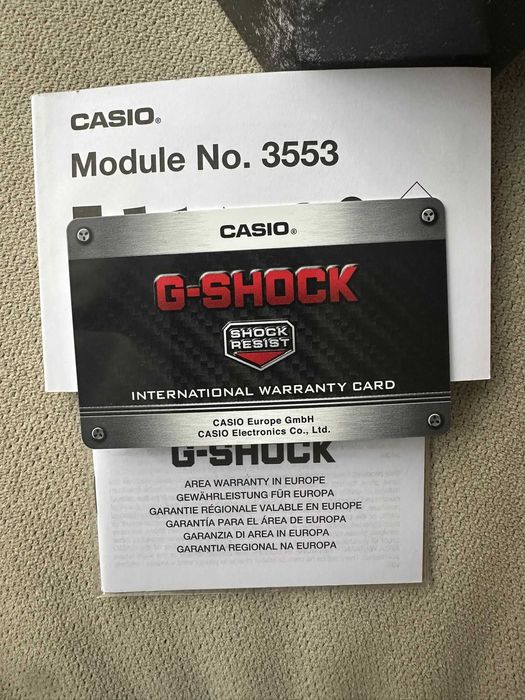 CASIO®
Module No. 3553
CASIO®
G-SHOCK
SHOCK
RESIST
INTERNATIONAL WARRANTY CARD
CASIO Europe GmbH
CASIO Electronics Co., Ltd.
G-SHOCK
AREA WARRANTY IN EUROPE
GEWÄHRLEISTUNG FÜR EUROPA
GARANTIE RÉGIONALE VALABLE EN EUROPE
GARANTÍA PARA EL ÁREA DE EUROPA
GARANZIA DI AREA IN EUROPA
GARANTIA REGIONAL NA EUROPA